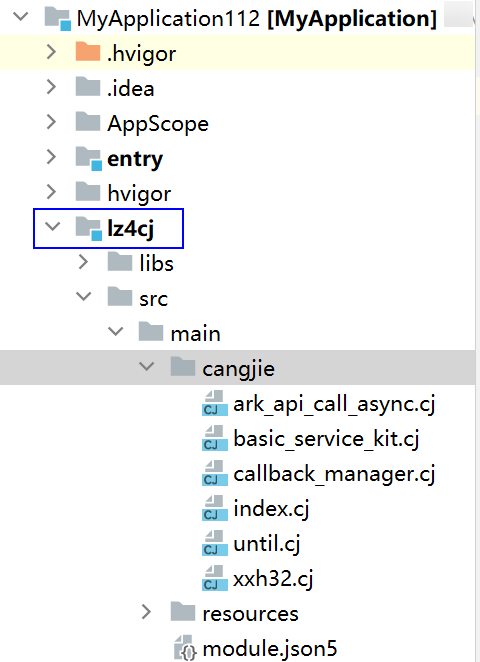 MyApplication112 [MyApplication]
.hvigor
.idea
AppScope
entry
hvigor
lz4cj
libs
src
main
cangjie
CJ ark_api_call_async.cj
CJ basic_service_kit.cj
CJ callback_manager.cj
CJ index.cj
CJ until.cj
CJ xxh32.cj
resources
module.json5